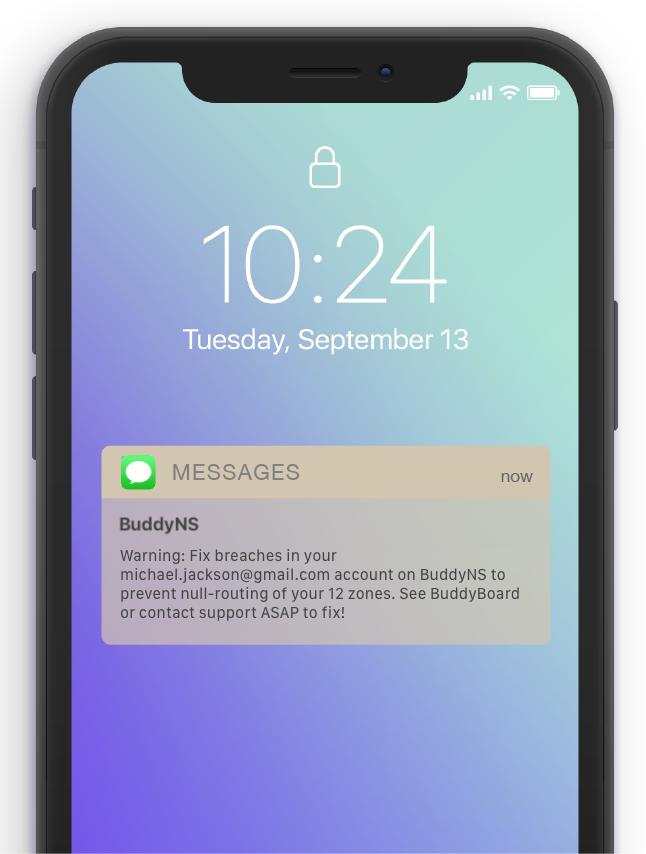 10:24
Tuesday, September 13
MESSAGES now
BuddyNS
Warning: Fix breaches in your
michael.jackson@gmail.com account on BuddyNS to
prevent null-routing of your 12 zones. See BuddyBoard
or contact support ASAP to fix!